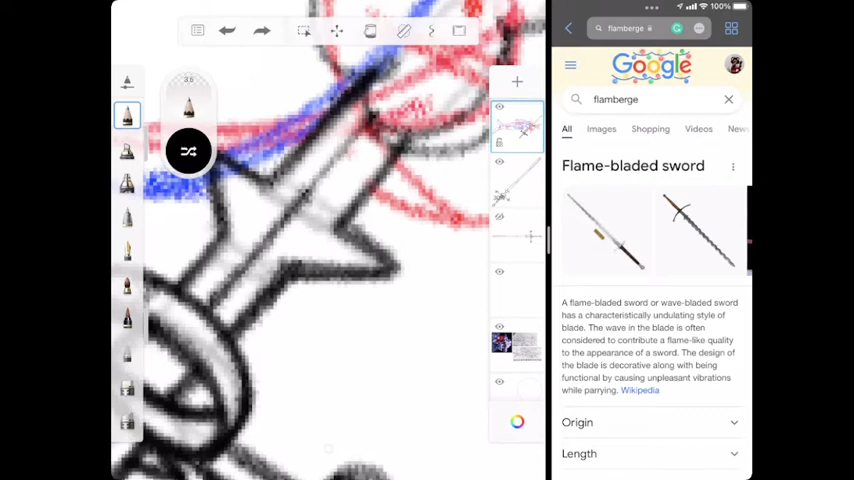 100%
flamberge
3.6
Google
flamberge
All Images Shopping Videos New
Flame-bladed sword
A flame-bladed sword or wave-bladed sword
has a characteristically undulating style of
blade. The wave in the blade is often
considered to contribute a flame-like quality
to the appearance of a sword. The design of
the blade is decorative along with being
functional by causing unpleasant vibrations
while parrying. Wikipedia
Origin
Length